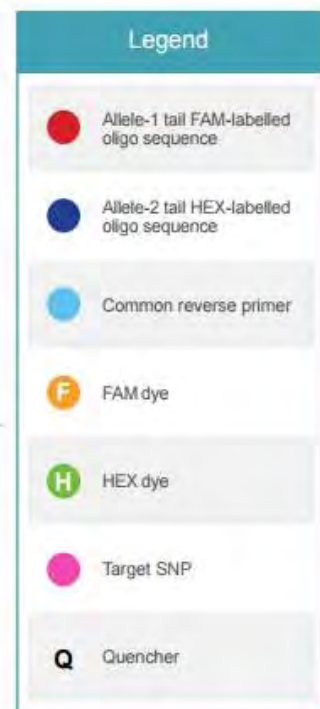 Legend
Allele-1 tail FAM-labelled
oligo sequence
Allele-2 tail HEX-labelled
oligo sequence
Common reverse primer
F FAM dye
H HEX dye
Target SNP
Q Quencher